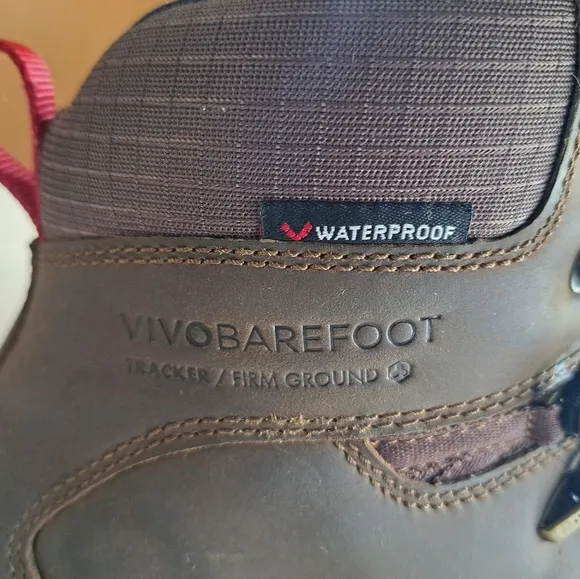 WATERPROOF
VIVOBAREFOOT
TRACKER / FIRM GROUND